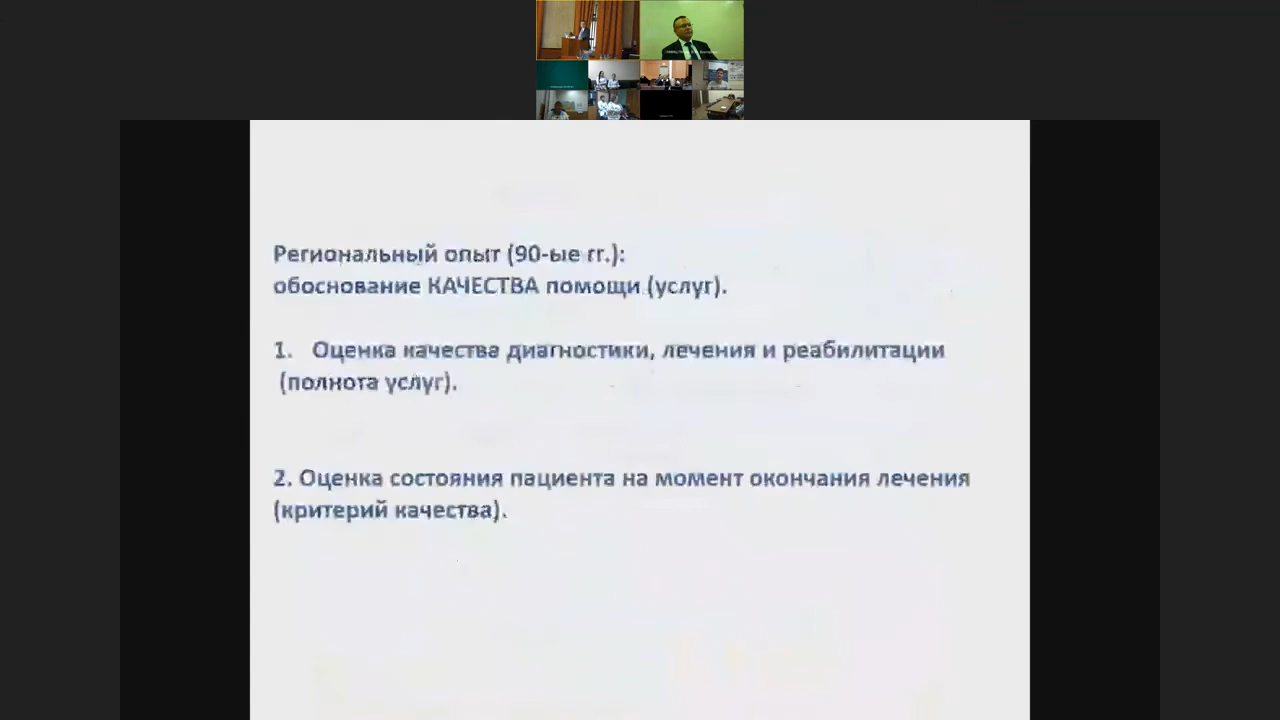 Региональный опыт (90-ые гг.):
обоснование КАЧЕСТВА помощи (услуг).
1. Оценка качества диагностики, лечения и реабилитации
(полнота услуг).
2. Оценка состояния пациента на момент окончания лечения
(критерий качества).